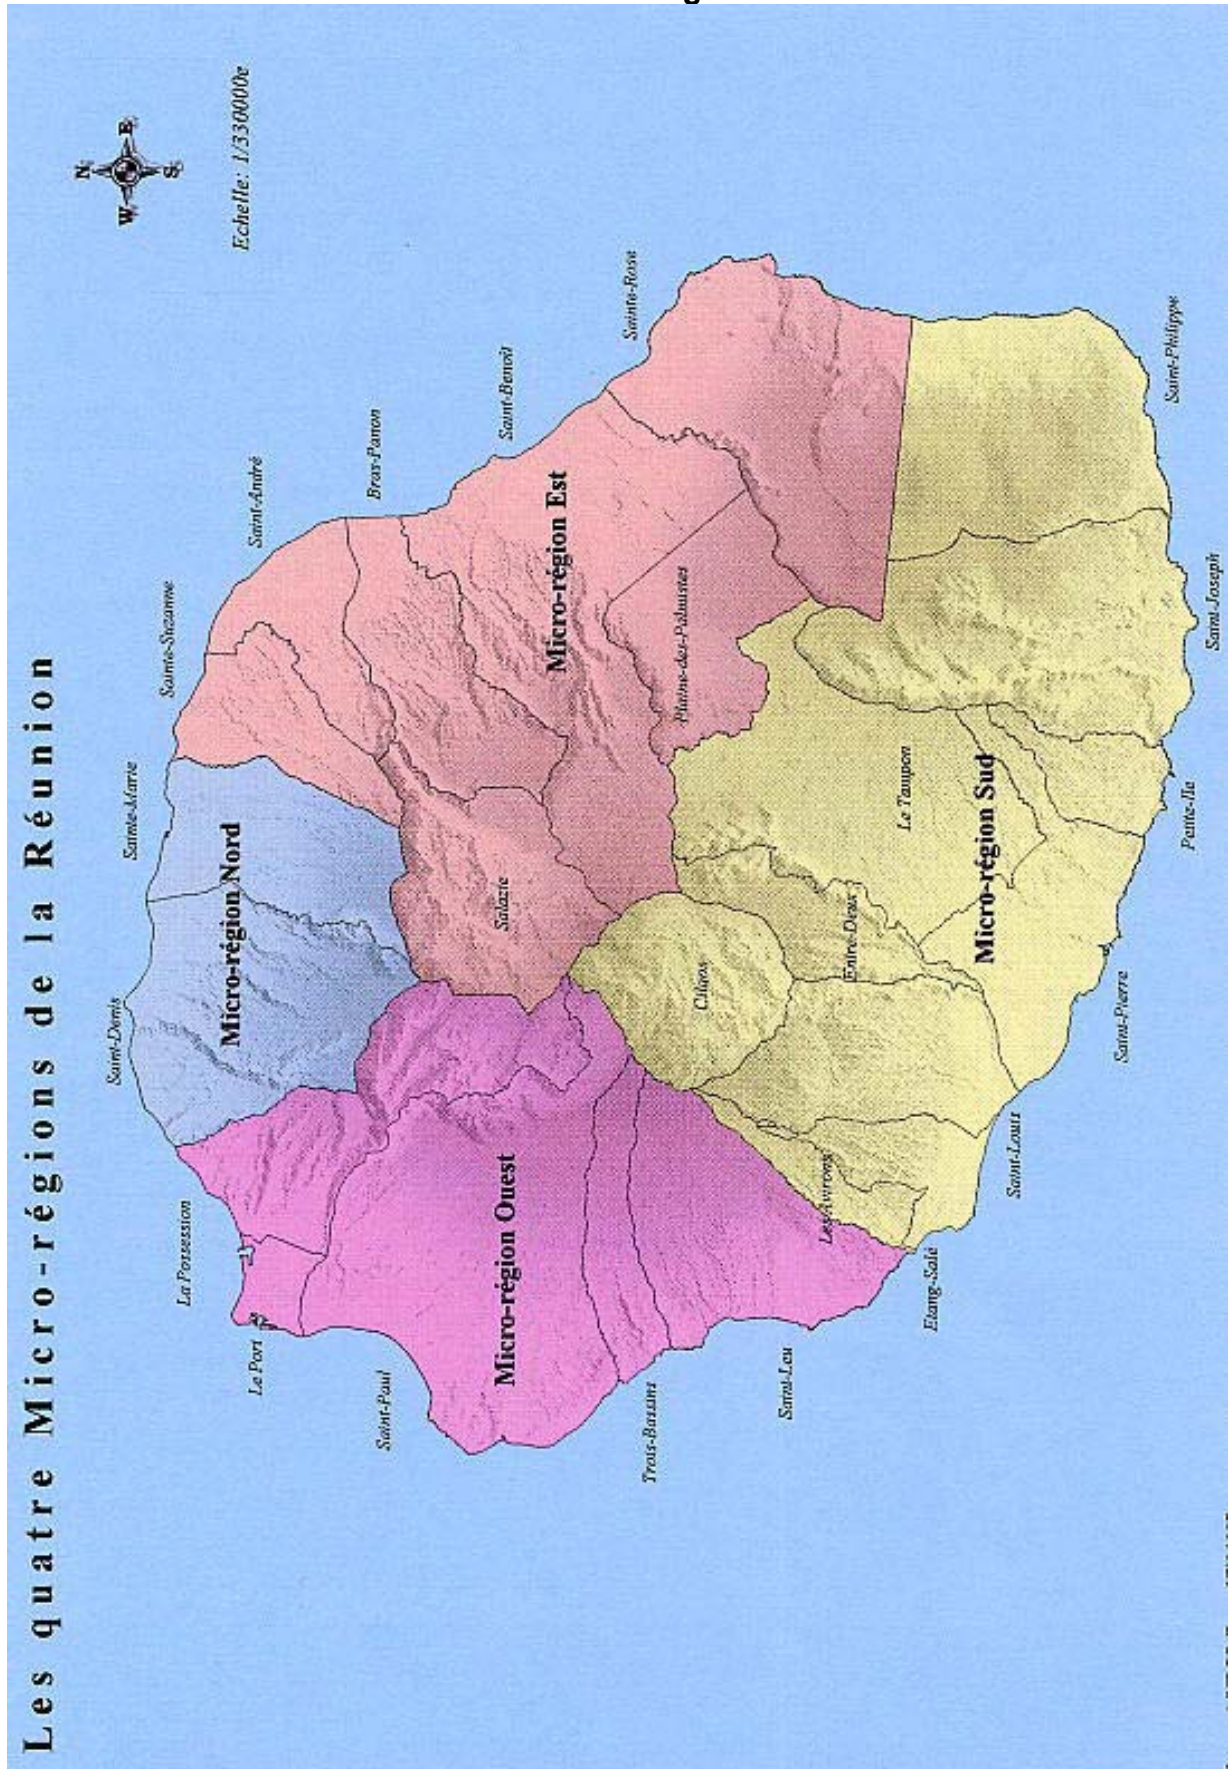 Les quatre Micro-régions de la Réunion
N
W
E
S
Echelle: 1/330000e
Saint-Denis
Sainte-Marie
Sainte-Suzanne
Saint-André
Bras-Panon
Saint-Benoît
Sainte-Rose
La Possession
Le Port
Saint-Paul
Trois-Bassins
Saint-Leu
Etang-Salé
Les Avirons
Saint-Louis
Saint-Pierre
Petite-Ile
Saint-Joseph
Saint-Philippe
Micro-région Nord
Micro-région Est
Micro-région Ouest
Micro-région Sud
Salazie
Plaine-des-Palmistes
Cilaos
Entre-Deux
Le Tampon